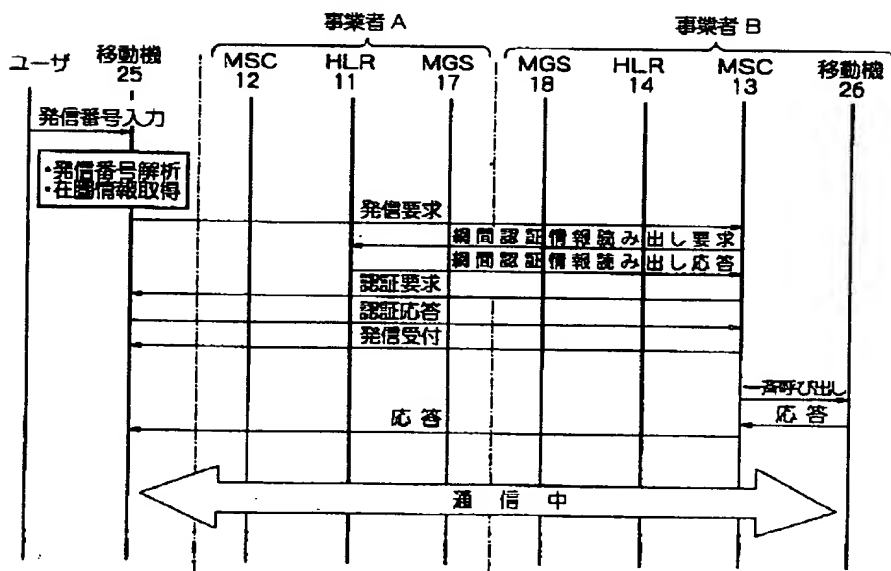 事業者A
事業者B
ユーザ
移動機
25
MSC
12
HLR
11
MGS
17
MGS
18
HLR
14
MSC
13
移動機
26
発信番号入力
・発信番号解析
・在圏情報取得
発信要求
網間認証情報読み出し要求
網間認証情報読み出し応答
認証要求
認証応答
発信受付
一斉呼び出し
応答
応答
通信中